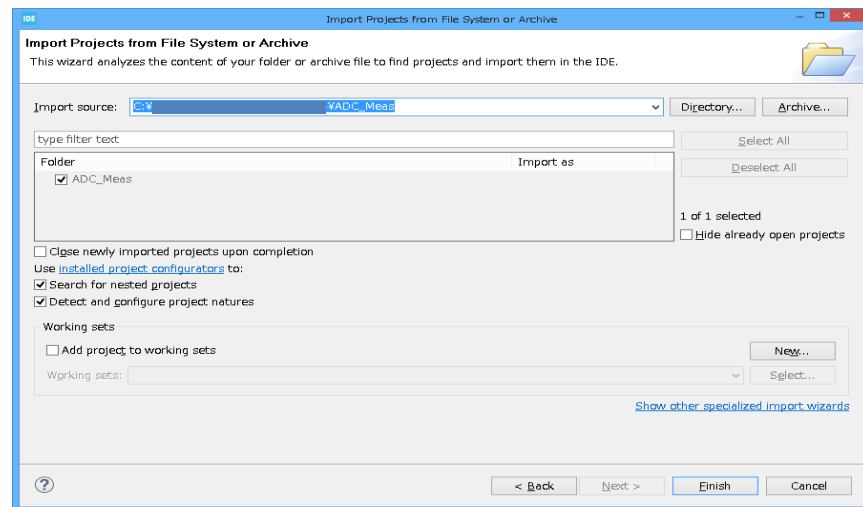 IDE
Import Projects from File System or Archive
Import Projects from File System or Archive
This wizard analyzes the content of your folder or archive file to find projects and import them in the IDE.
Import source: C:¥ ¥ADC_Meas Directory... Archive...
type filter text Select All
Folder Import as Deselect All
ADC_Meas
1 of 1 selected
Hide already open projects
Close newly imported projects upon completion
Use installed project configurators to:
Search for nested projects
Detect and configure project natures
Working sets
Add project to working sets New...
Working sets: Select...
Show other specialized import wizards
? < Back Next > Finish Cancel